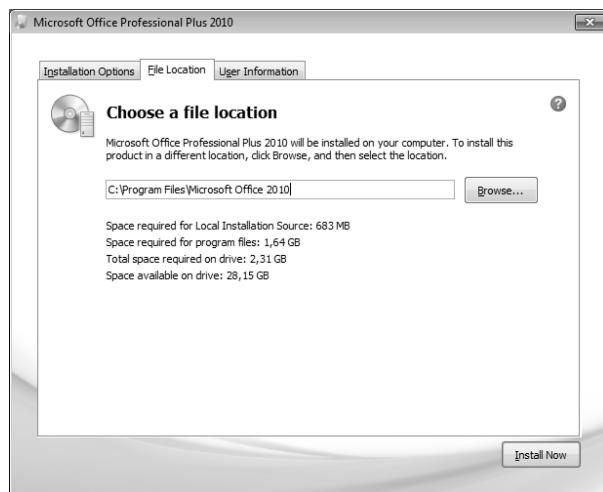 Microsoft Office Professional Plus 2010
Installation Options File Location User Information
Choose a file location
Microsoft Office Professional Plus 2010 will be installed on your computer. To install this
product in a different location, click Browse, and then select the location.
C:\Program Files\Microsoft Office 2010
Browse...
Space required for Local Installation Source: 683 MB
Space required for program files: 1,64 GB
Total space required on drive: 2,31 GB
Space available on drive: 28,15 GB
Install Now